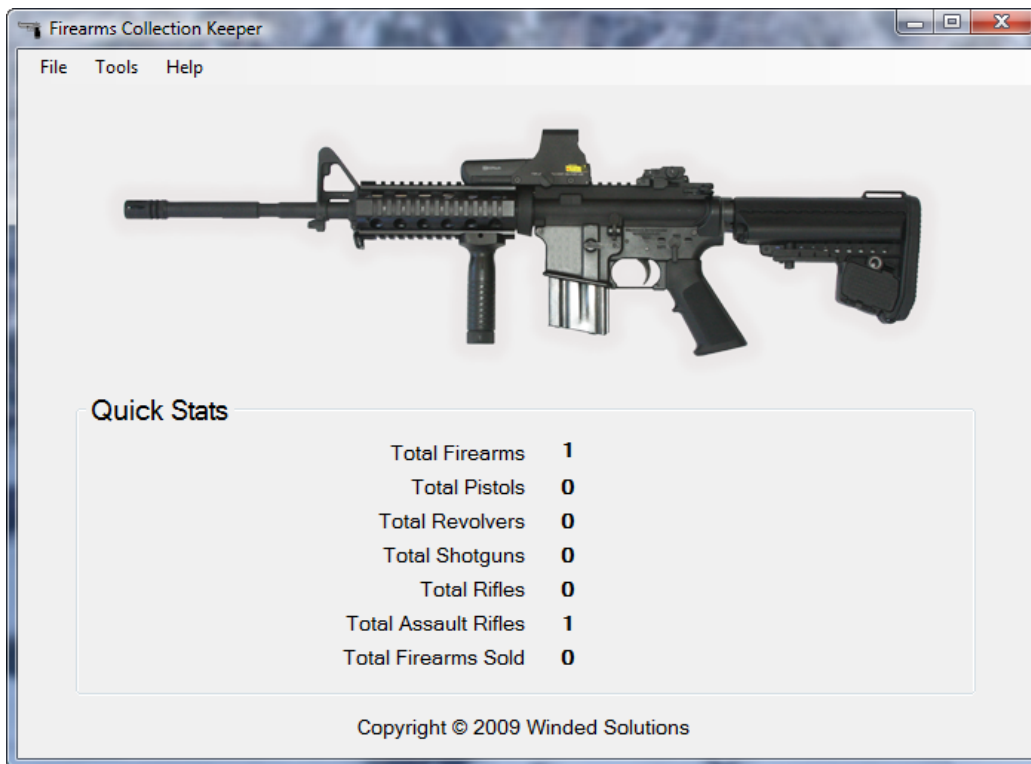 Firearms Collection Keeper
File Tools Help
Quick Stats
Total Firearms 1
Total Pistols 0
Total Revolvers 0
Total Shotguns 0
Total Rifles 0
Total Assault Rifles 1
Total Firearms Sold 0
Copyright © 2009 Winded Solutions